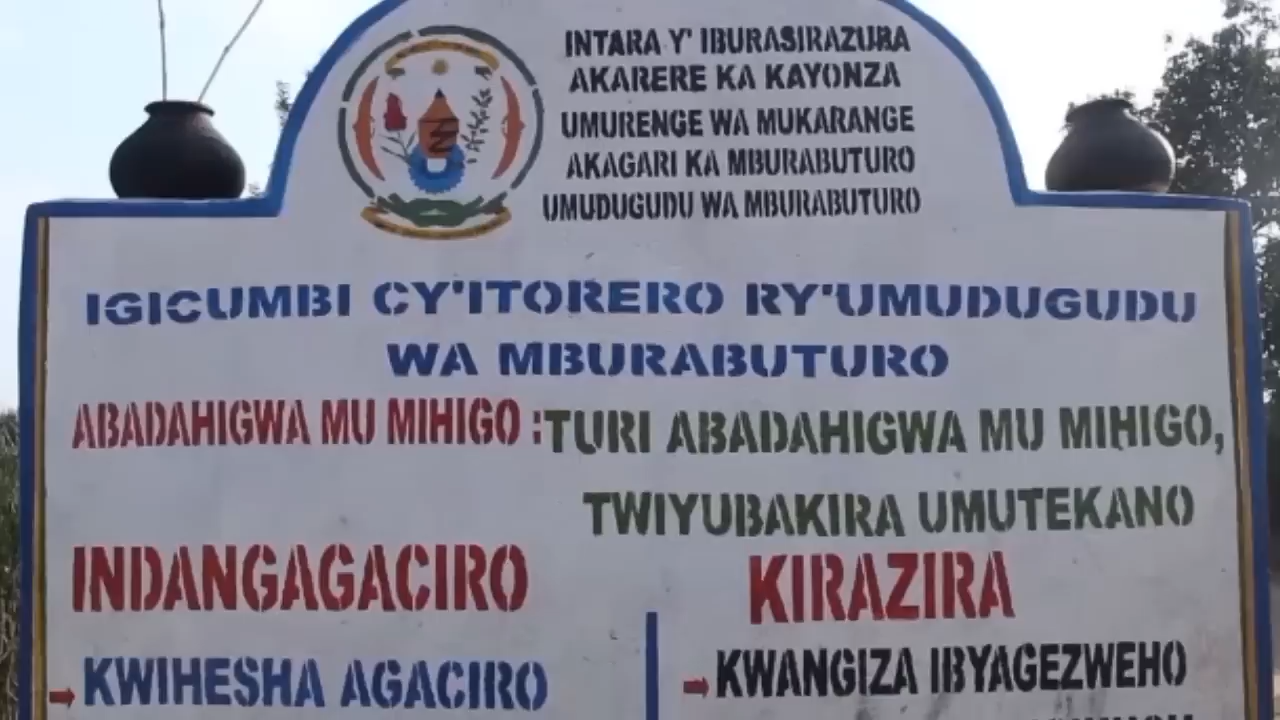 INTARA Y' IBURASIRAZUBA
AKARERE KA KAYONZA
UMURENGE WA MUKARANGE
AKAGARI KA MBURABUTURO
UMUDUGUDU WA MBURABUTURO
IGICUMBI CY'ITORERO RY'UMUDUGUDU
WA MBURABUTURO
ABADAHIGWA MU MIHIGO :TURI ABADAHIGWA MU MIHIGO,
TWIYUBAKIRA UMUTEKANO
INDANGAGACIRO
KIRAZIRA
KWIHESHA AGACIRO
KWANGIZA IBYAGEZWEHO